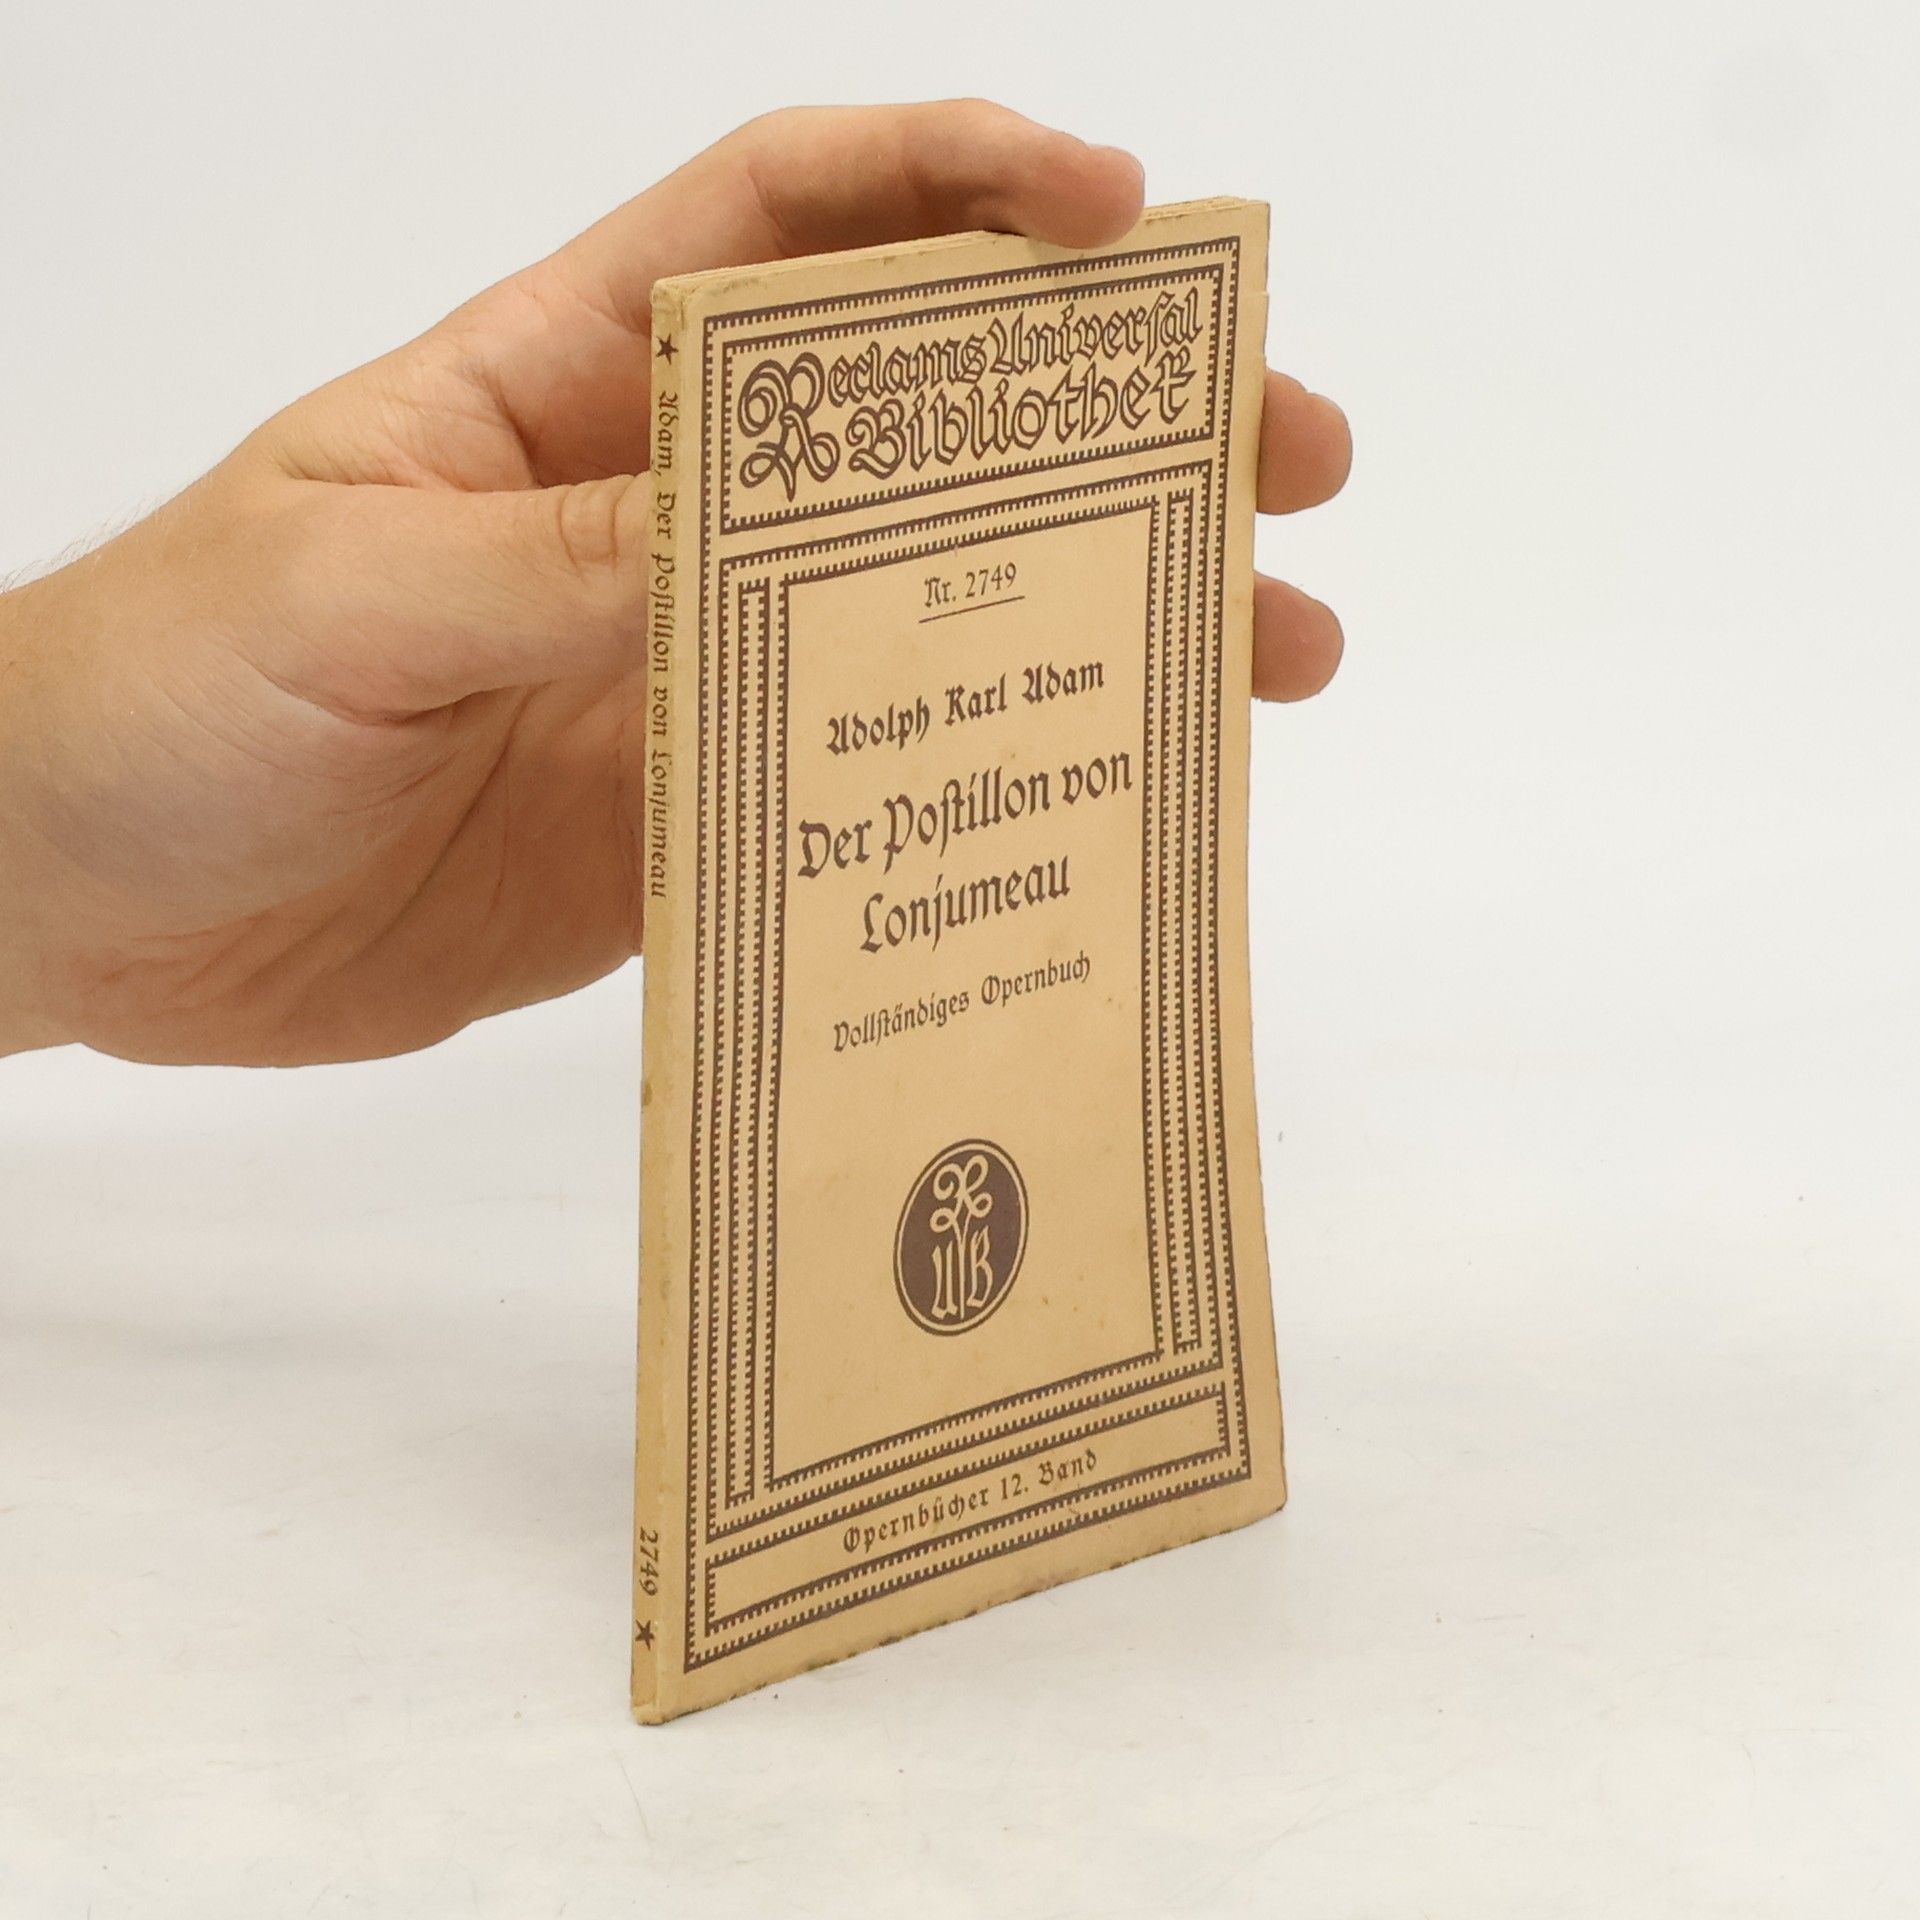 Reclams Universal
Bibliothek
Nr. 2749
Adolph Karl Adam
Der Postillon von
Lonjumeau
Vollständiges Opernbuch
R
UB
Opernbücher 12. Band
★ Adam, Der Postillon von Lonjumeau
2749 ★